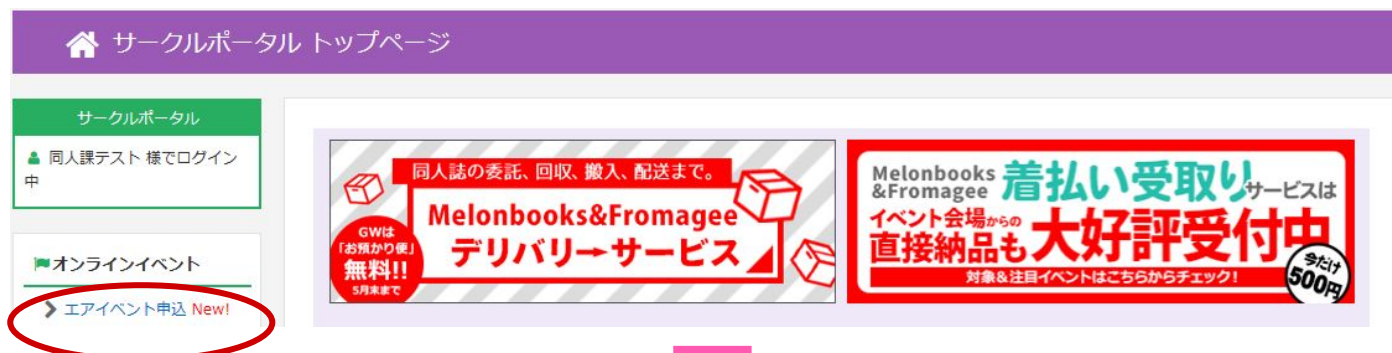 サークルポータル トップページ
サークルポータル
同人課テスト 様でログイン
中
オンラインイベント
エアイベント申込 New!
同人誌の委託、回収、搬入、配送まで。
Melonbooks&Fromagee
デリバリーサービス
GWは
「お預かり便」
無料!!
5月末まで
Melonbooks
&Fromagee 着払い受取りサービスは
イベント会場からの
直接納品も大好評受付中
対象&注目イベントはこちらからチェック!
今だけ
500円